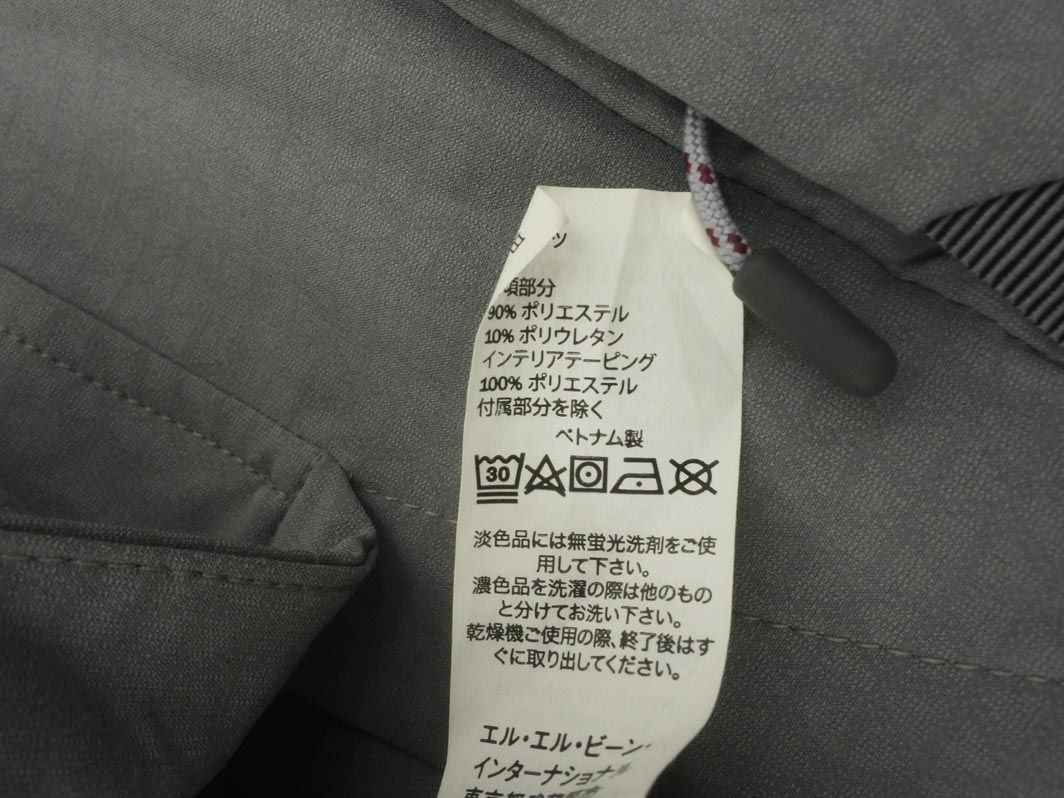 ツ
頃部分
90% ポリエステル
10% ポリウレタン
インテリアテーピング
100% ポリエステル
付属部分を除く
ベトナム製
30
淡色品には無蛍光洗剤をご使
用して下さい。
濃色品を洗濯の際は他のもの
と分けてお洗い下さい。
乾燥機ご使用の際、終了後はす
ぐに取り出してください。
エル・エル・ビーン・
インターナショナル
東京都